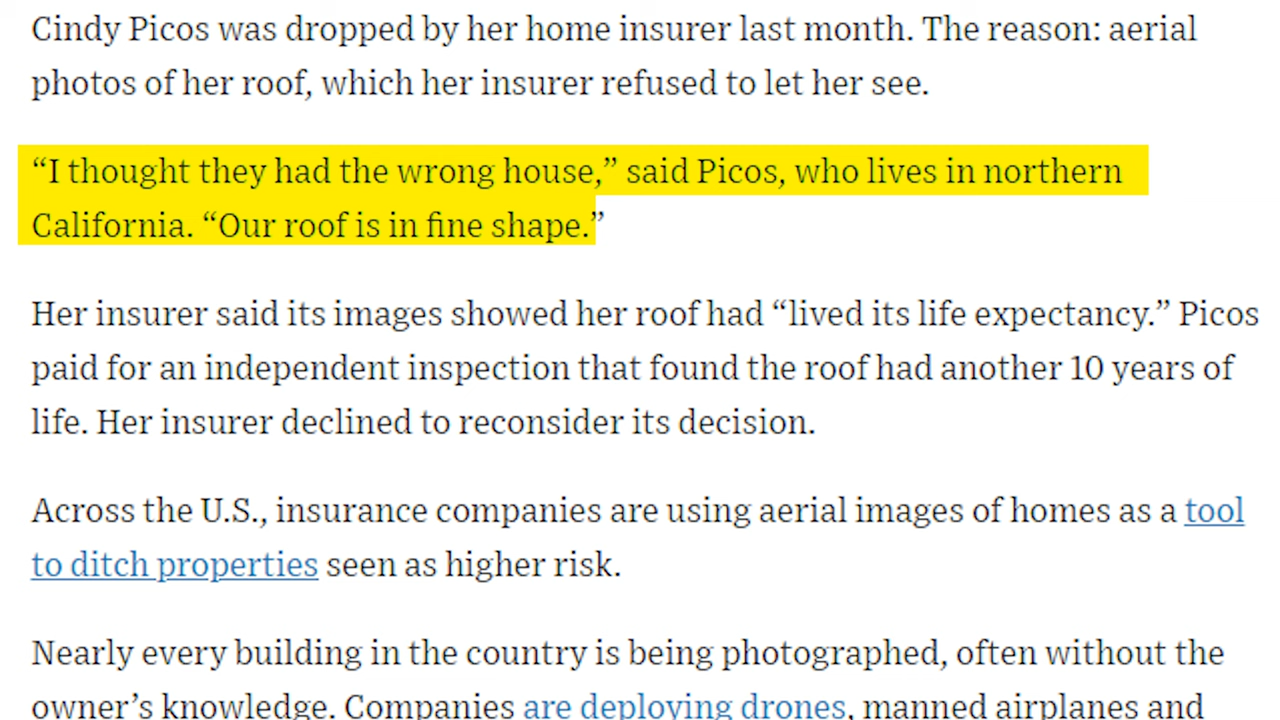 Cindy Picos was dropped by her home insurer last month. The reason: aerial
photos of her roof, which her insurer refused to let her see.
“I thought they had the wrong house,” said Picos, who lives in northern
California. “Our roof is in fine shape.”
Her insurer said its images showed her roof had “lived its life expectancy.” Picos
paid for an independent inspection that found the roof had another 10 years of
life. Her insurer declined to reconsider its decision.
Across the U.S., insurance companies are using aerial images of homes as a tool
to ditch properties seen as higher risk.
Nearly every building in the country is being photographed, often without the
owner’s knowledge. Companies are deploying drones, manned airplanes and